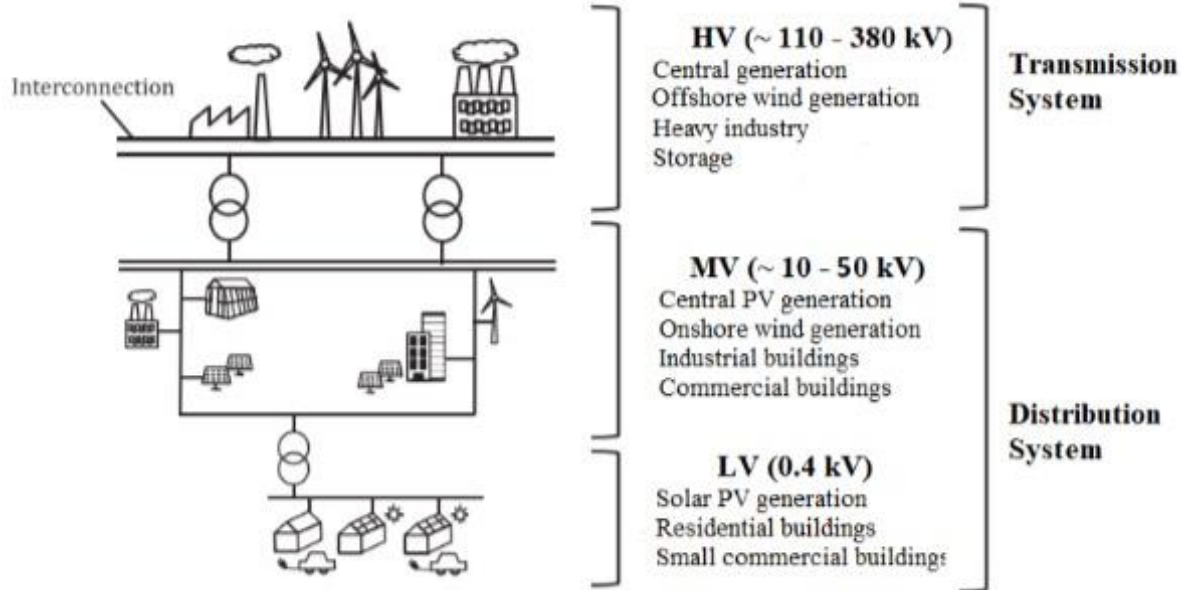 Interconnection
HV (~ 110 - 380 kV)
Central generation
Offshore wind generation
Heavy industry
Storage
Transmission
System
MV (~ 10 - 50 kV)
Central PV generation
Onshore wind generation
Industrial buildings
Commercial buildings
Distribution
System
LV (0.4 kV)
Solar PV generation
Residential buildings
Small commercial buildings